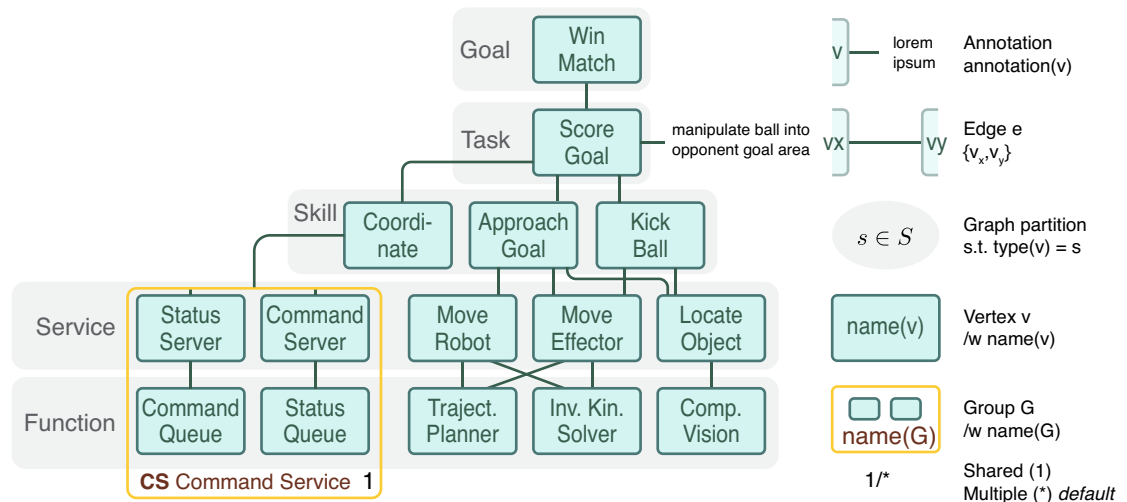 Goal
Win
Match
Task
Score
Goal
manipulate ball into
opponent goal area
Skill
Coordi-
nate
Approach
Goal
Kick
Ball
Service
Status
Server
Command
Server
Move
Robot
Move
Effector
Locate
Object
Function
Command
Queue
Status
Queue
Traject.
Planner
Inv. Kin.
Solver
Comp.
Vision
CS Command Service 1
v
lorem
ipsum
Annotation
annotation(v)
vx
vy
Edge e
{v_x,v_y}
s ∈ S
Graph partition
s.t. type(v) = s
name(v)
Vertex v
/w name(v)
name(G)
Group G
/w name(G)
1/*
Shared (1)
Multiple (*) default